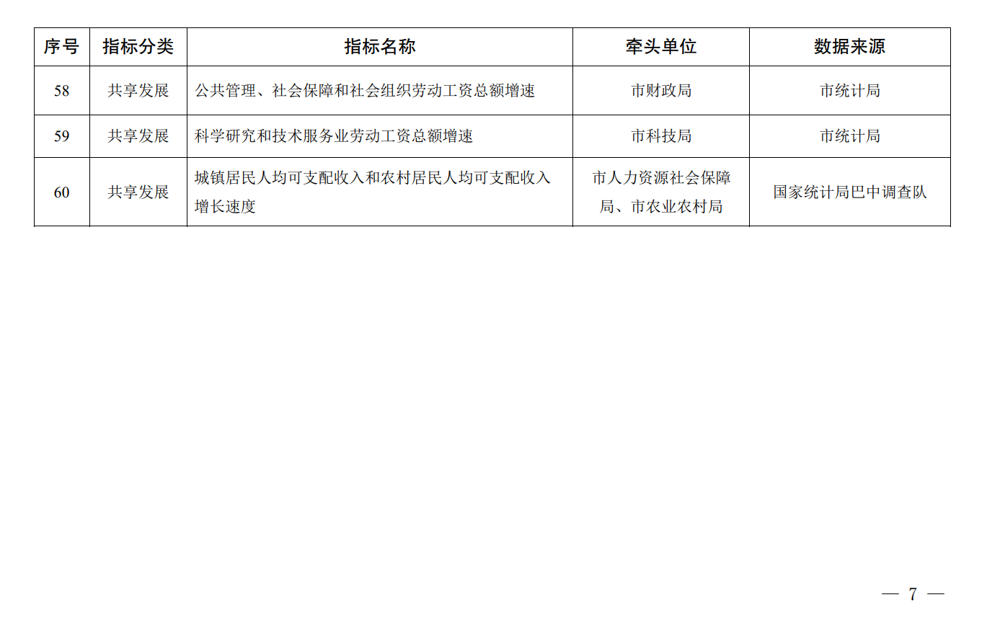 序号 指标分类 指标名称 牵头单位 数据来源
58 共享发展 公共管理、社会保障和社会组织劳动工资总额增速 市财政局 市统计局
59 共享发展 科学研究和技术服务业劳动工资总额增速 市科技局 市统计局
60 共享发展 城镇居民人均可支配收入和农村居民人均可支配收入
增长速度 市人力资源社会保障
局、市农业农村局 国家统计局巴中调查队
— 7 —